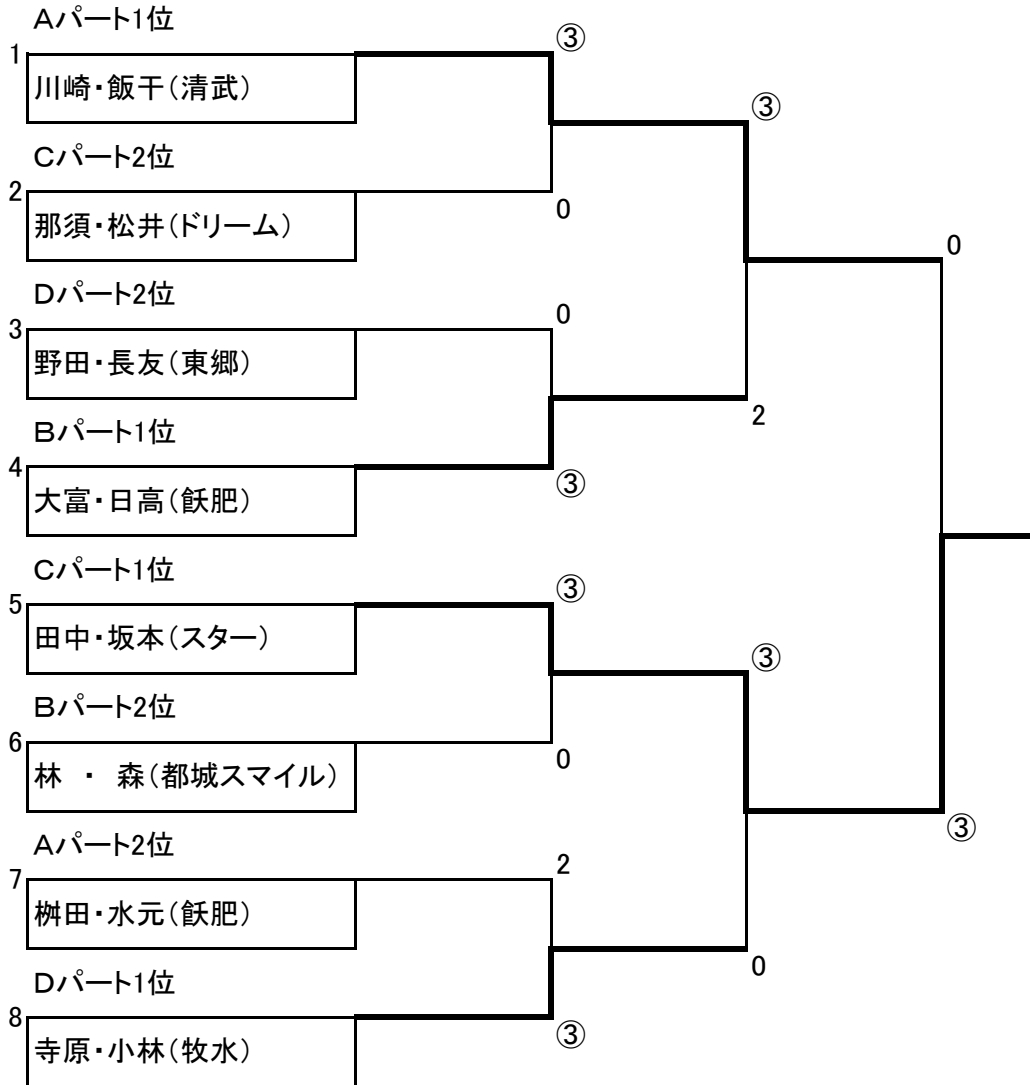 Aパート1位
③
1
川崎・飯干(清武)
③
Cパート2位
2
0
那須・松井(ドリーム)
0
Dパート2位
0
3
野田・長友(東郷)
2
Bパート1位
4
③
大富・日高(飫肥)
Cパート1位
③
5
田中・坂本(スター)
③
Bパート2位
6
0
林 ・ 森(都城スマイル)
③
Aパート2位
2
7
桝田・水元(飫肥)
0
Dパート1位
8
③
寺原・小林(牧水)